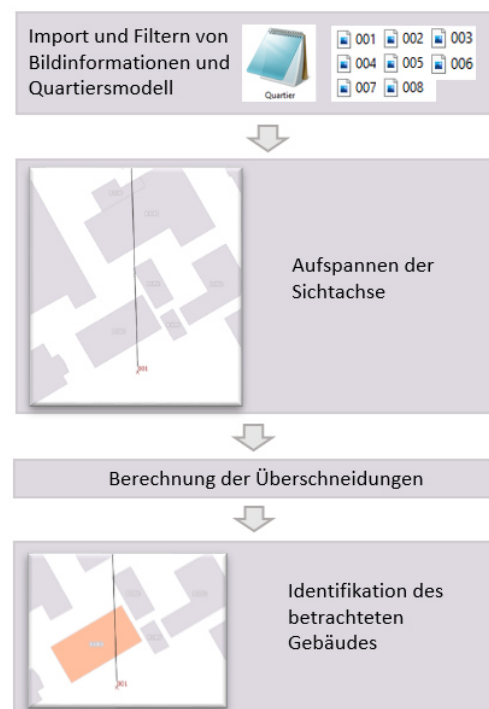 Import und Filtern von
Bildinformationen und
Quartiersmodell
Quartier
001 002 003
004 005 006
007 008
Aufspannen der
Sichtachse
001
Berechnung der Überschneidungen
Identifikation des
betrachteten
Gebäudes
001